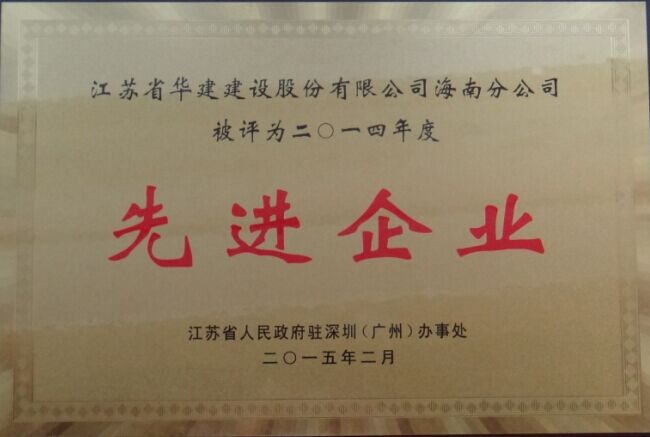 江苏省华建建设股份有限公司海南分公司
被评为二〇一四年度
先进企业
江苏省人民政府驻深圳（广州）办事处
二〇一五年二月